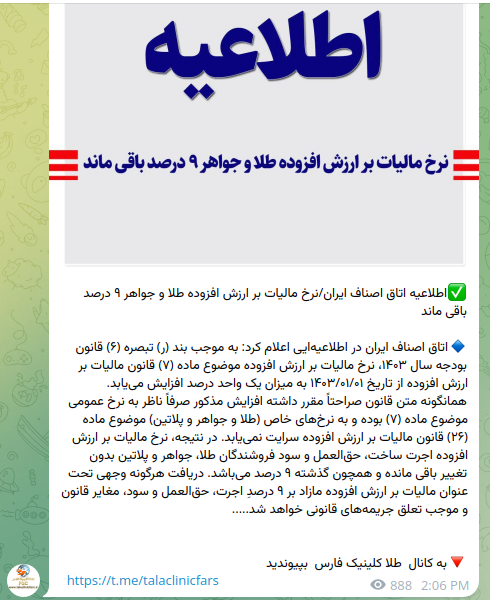 اطلاعیه
نرخ مالیات بر ارزش افزوده طلا و جواهر ۹ درصد باقی ماند
✅اطلاعیه اتاق اصناف ایران/نرخ مالیات بر ارزش افزوده طلا و جواهر ۹ درصد
باقی ماند
🔷 اتاق اصناف ایران در اطلاعیه‌ایی اعلام کرد: به موجب بند (ر) تبصره (۶) قانون
بودجه سال ۱۴۰۳، نرخ مالیات بر ارزش افزوده موضوع ماده (۷) قانون مالیات بر
ارزش افزوده از تاریخ ۱۴۰۳/۰۱/۰۱ به میزان یک واحد درصد افزایش می‌یابد.
همانگونه متن قانون صراحتاً مقرر داشته افزایش مذکور صرفاً ناظر به نرخ عمومی
موضوع ماده (۷) بوده و به نرخ‌های خاص (طلا و جواهر و پلاتین) موضوع ماده
(۲۶) قانون مالیات بر ارزش افزوده سرایت نمی‌یابد. در نتیجه، نرخ مالیات بر ارزش
افزوده اجرت ساخت، حق‌العمل و سود فروشندگان طلا، جواهر و پلاتین بدون
تغییر باقی مانده و همچون گذشته ۹ درصد می‌باشد. دریافت هرگونه وجهی تحت
عنوان مالیات بر ارزش افزوده مازاد بر ۹ درصدِ اجرت، حق‌العمل و سود، مغایر قانون
و موجب تعلق جریمه‌های قانونی خواهد شد.....
🔻به کانال طلا کلینیک فارس بپیوندید
https://t.me/talaclinicfars
888 2:06 PM